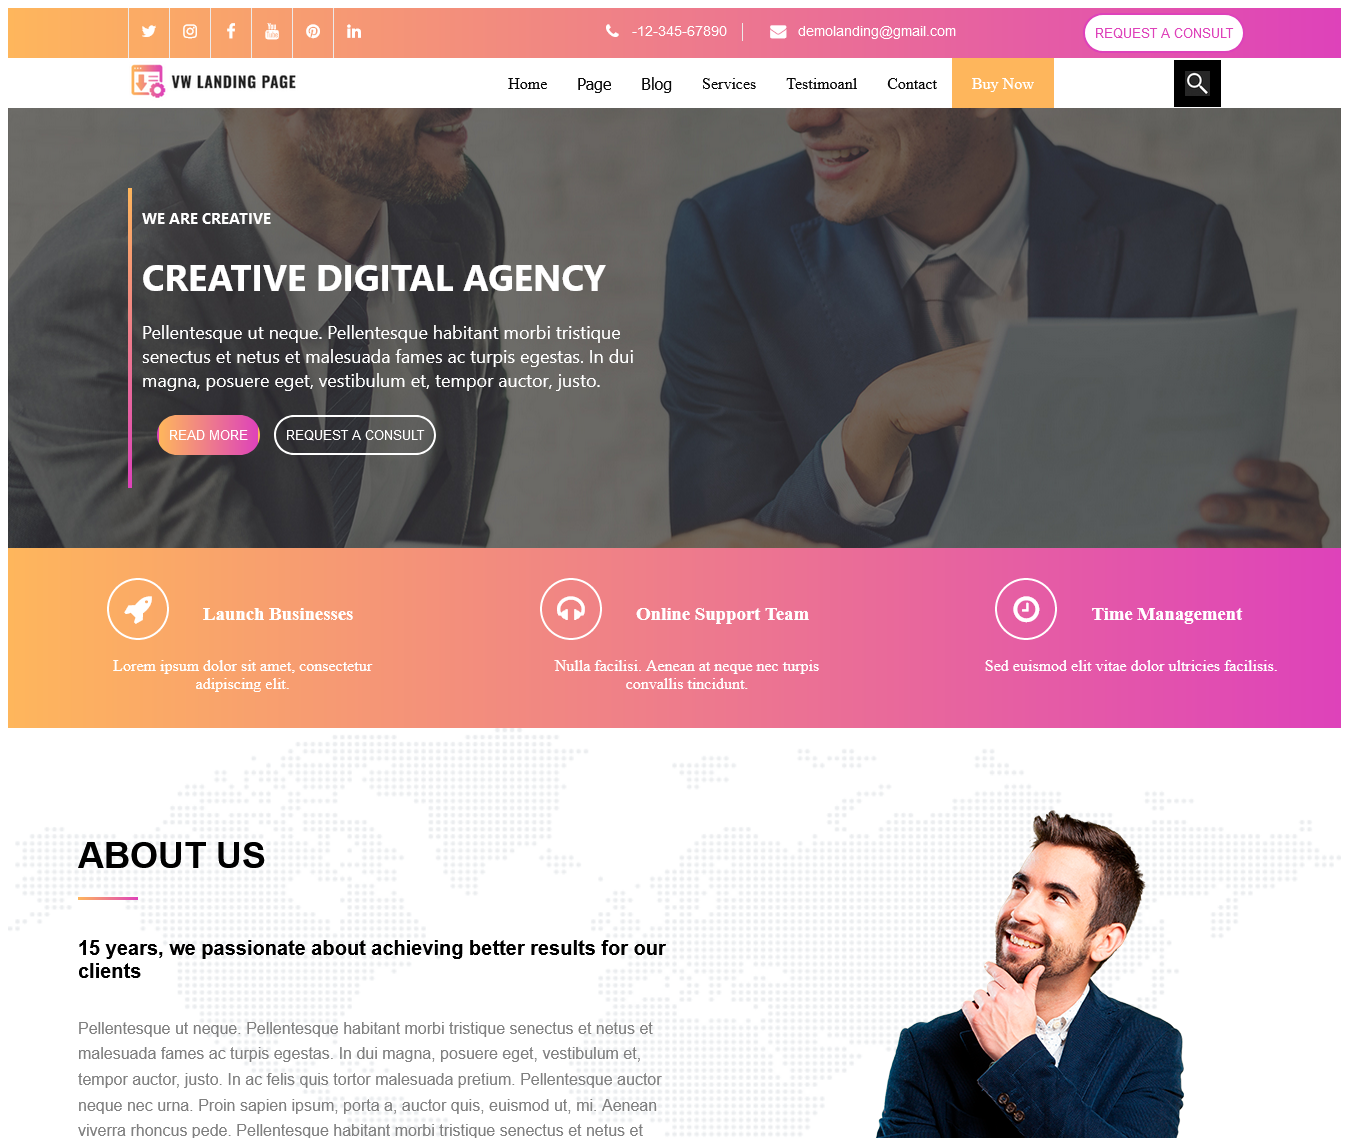 -12-345-67890
demolanding@gmail.com
REQUEST A CONSULT
VW LANDING PAGE
Home
Page
Blog
Services
Testimoanl
Contact
Buy Now
WE ARE CREATIVE
CREATIVE DIGITAL AGENCY
Pellentesque ut neque. Pellentesque habitant morbi tristique
senectus et netus et malesuada fames ac turpis egestas. In dui
magna, posuere eget, vestibulum et, tempor auctor, justo.
READ MORE
REQUEST A CONSULT
Launch Businesses
Lorem ipsum dolor sit amet, consectetur
adipiscing elit.
Online Support Team
Nulla facilisi. Aenean at neque nec turpis
convallis tincidunt.
Time Management
Sed euismod elit vitae dolor ultricies facilisis.
ABOUT US
15 years, we passionate about achieving better results for our
clients
Pellentesque ut neque. Pellentesque habitant morbi tristique senectus et netus et
malesuada fames ac turpis egestas. In dui magna, posuere eget, vestibulum et,
tempor auctor, justo. In ac felis quis tortor malesuada pretium. Pellentesque auctor
neque nec urna. Proin sapien ipsum, porta a, auctor quis, euismod ut, mi. Aenean
viverra rhoncus pede. Pellentesque habitant morbi tristique senectus et netus et